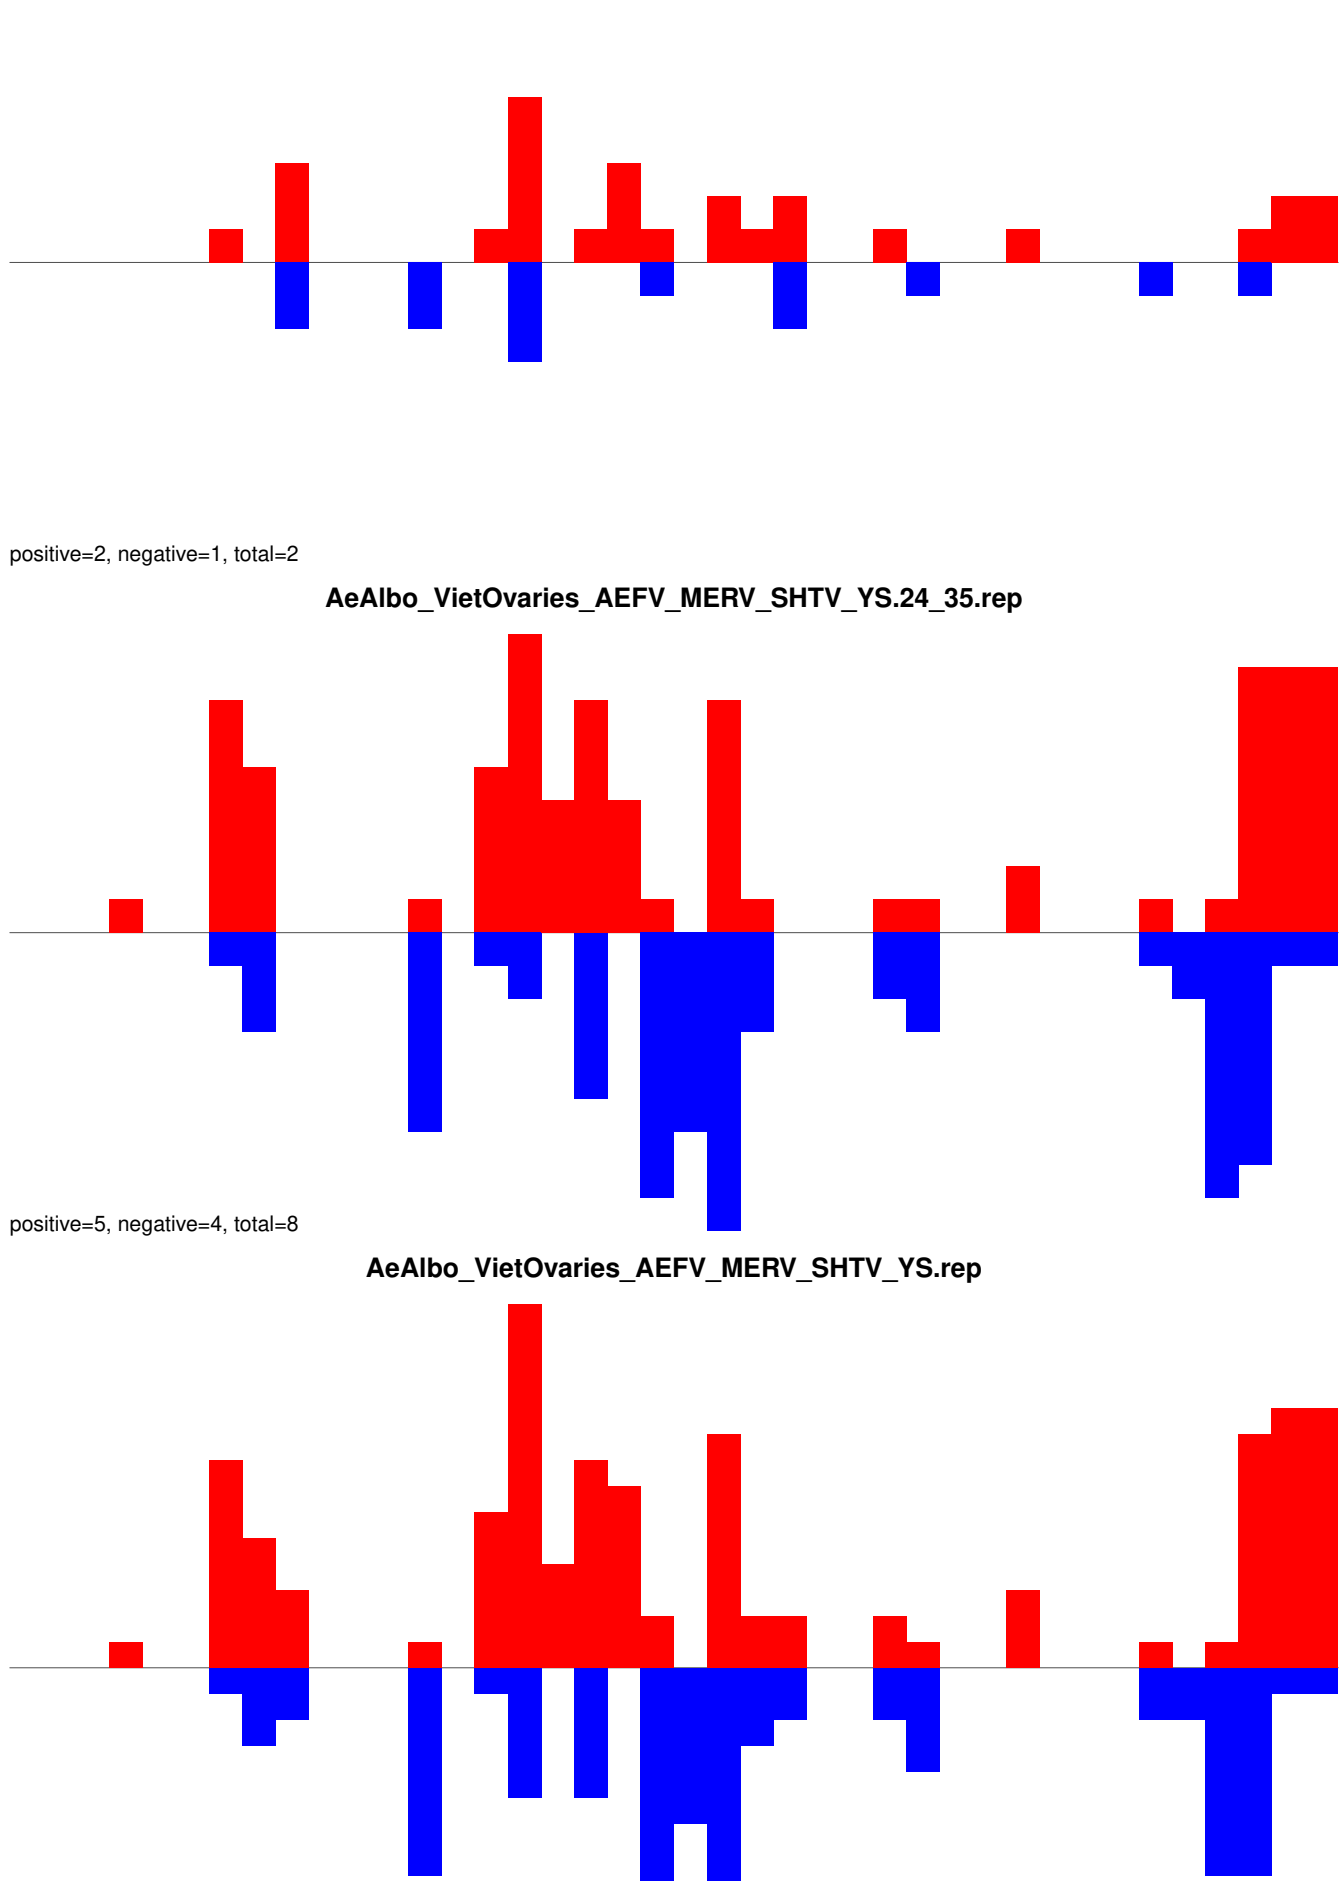 positive=2, negative=1, total=2
AeAlbo_VietOvaries_AEFV_MERV_SHTV_YS.24_35.rep
positive=5, negative=4, total=8
AeAlbo_VietOvaries_AEFV_MERV_SHTV_YS.rep